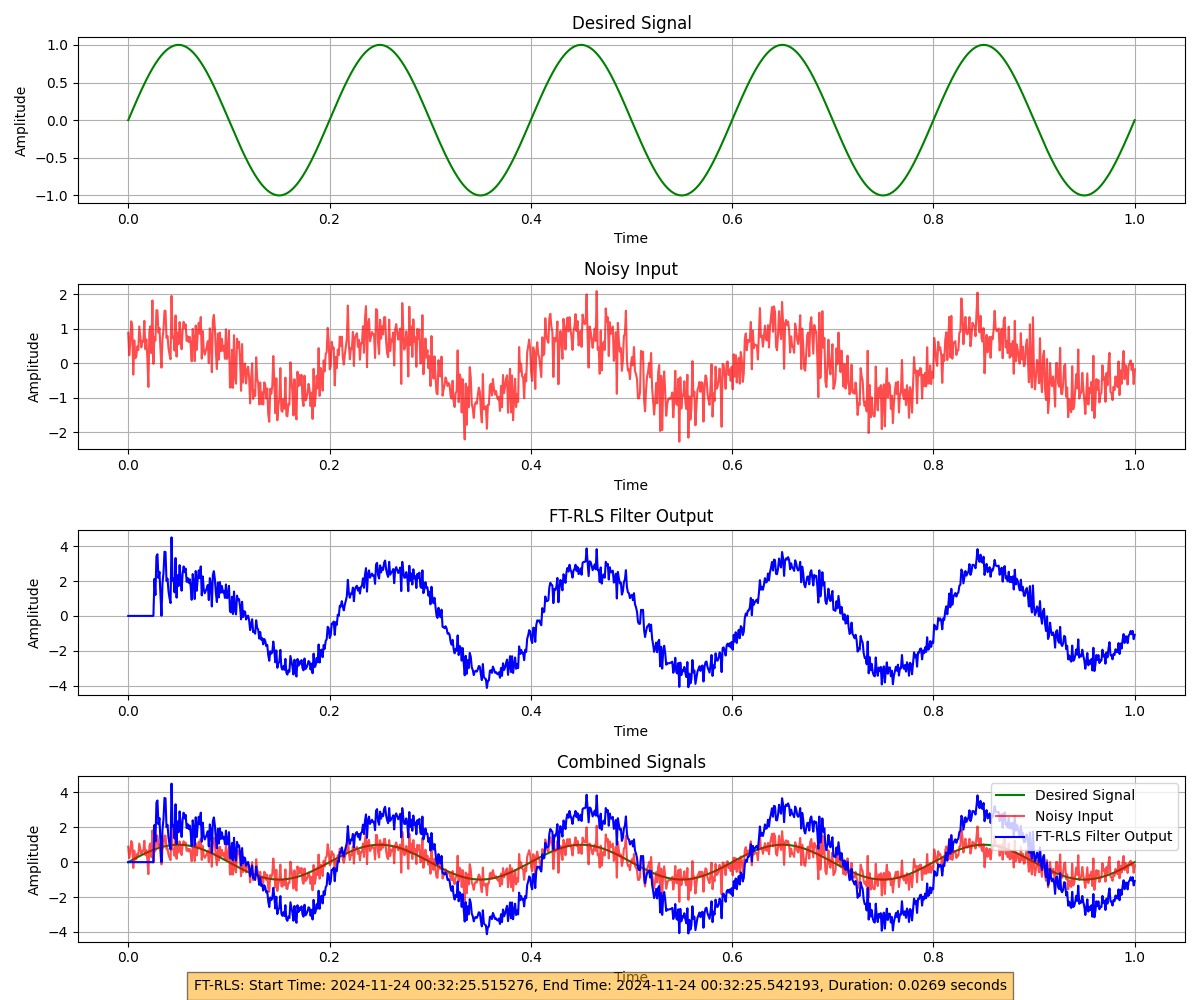 Desired Signal
1.0
0.5
0.0
−0.5
−1.0
Amplitude
0.0 0.2 0.4 0.6 0.8 1.0
Time
Noisy Input
2
1
0
−1
−2
Amplitude
0.0 0.2 0.4 0.6 0.8 1.0
Time
FT-RLS Filter Output
4
2
0
−2
−4
Amplitude
0.0 0.2 0.4 0.6 0.8 1.0
Time
Combined Signals
4
2
0
−2
−4
Amplitude
Desired Signal
Noisy Input
FT-RLS Filter Output
0.0 0.2 0.4 0.6 0.8 1.0
Time
FT-RLS: Start Time: 2024-11-24 00:32:25.515276, End Time: 2024-11-24 00:32:25.542193, Duration: 0.0269 seconds